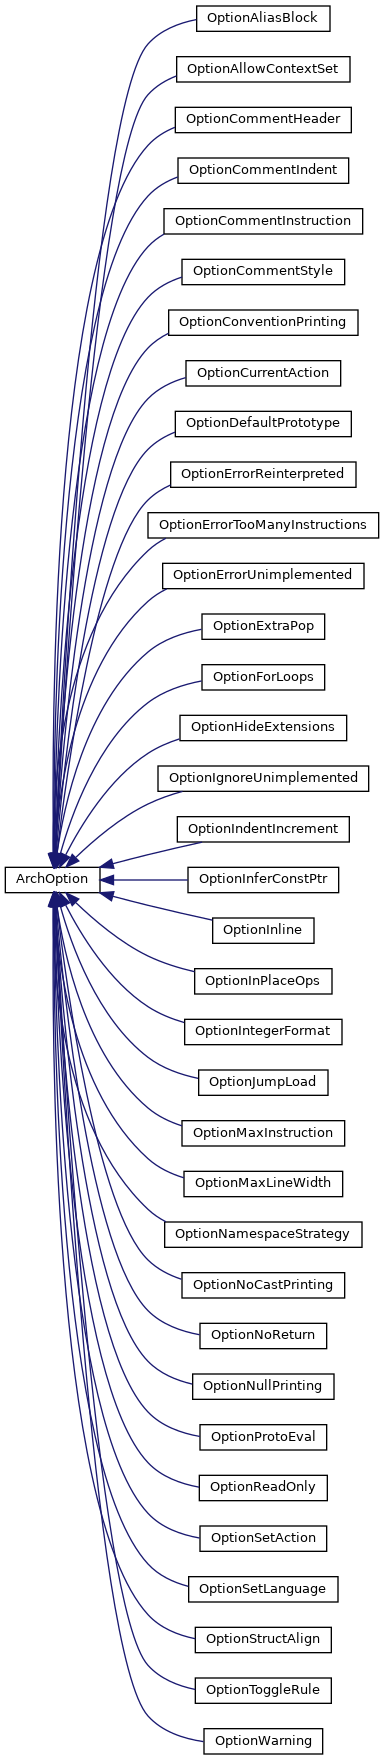 OptionAliasBlock
OptionAllowContextSet
OptionCommentHeader
OptionCommentIndent
OptionCommentInstruction
OptionCommentStyle
OptionConventionPrinting
OptionCurrentAction
OptionDefaultPrototype
OptionErrorReinterpreted
OptionErrorTooManyInstructions
OptionErrorUnimplemented
OptionExtraPop
OptionForLoops
OptionHideExtensions
OptionIgnoreUnimplemented
OptionIndentIncrement
ArchOption
OptionInferConstPtr
OptionInline
OptionInPlaceOps
OptionIntegerFormat
OptionJumpLoad
OptionMaxInstruction
OptionMaxLineWidth
OptionNamespaceStrategy
OptionNoCastPrinting
OptionNoReturn
OptionNullPrinting
OptionProtoEval
OptionReadOnly
OptionSetAction
OptionSetLanguage
OptionStructAlign
OptionToggleRule
OptionWarning